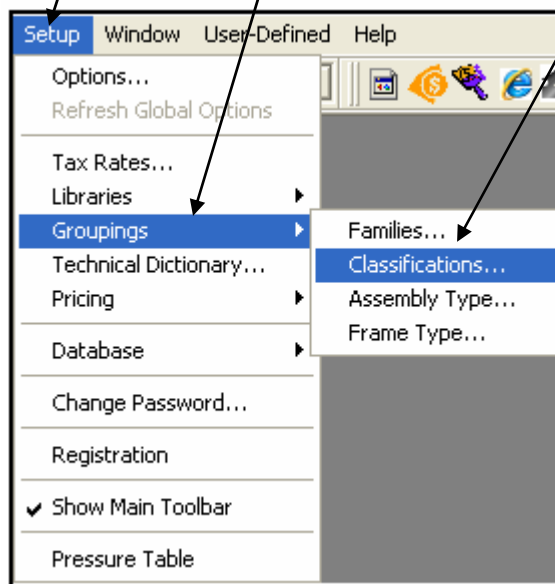 Setup Window User-Defined Help
Options...
Refresh Global Options
Tax Rates...
Libraries
Groupings
Technical Dictionary...
Pricing
Database
Change Password...
Registration
Show Main Toolbar
Pressure Table
Families...
Classifications...
Assembly Type...
Frame Type...